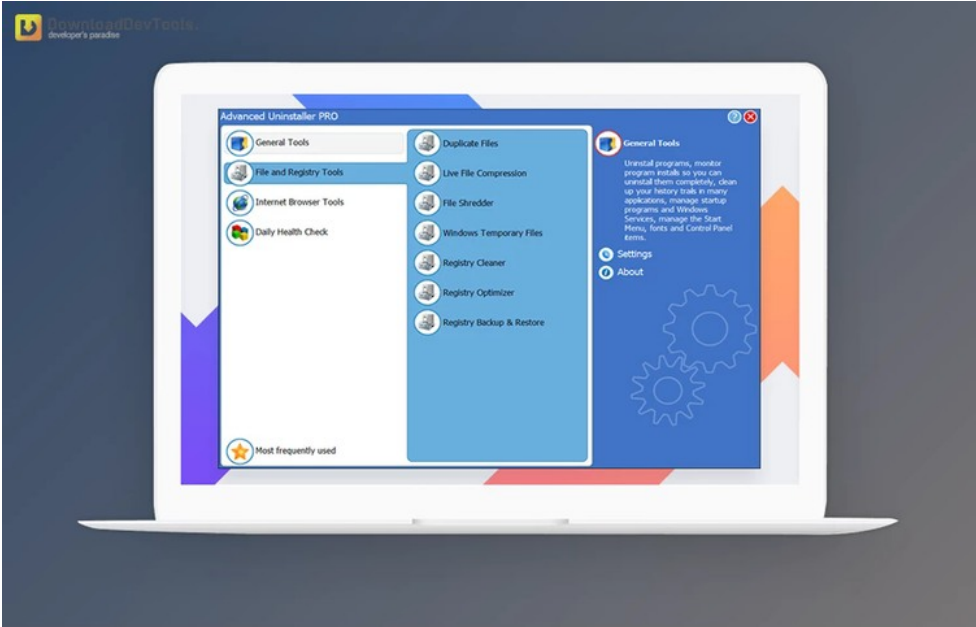 DownloadDevTools.
developer's paradise
Advanced Uninstaller PRO
General Tools
File and Registry Tools
Internet Browser Tools
Daily Health Check
Most frequently used
Duplicate Files
Live File Compression
File Shredder
Windows Temporary Files
Registry Cleaner
Registry Optimizer
Registry Backup & Restore
General Tools
Uninstall programs, monitor
program installs so you can
uninstall them completely, clean
up your history trails in many
applications, manage startup
programs and Windows
Services, manage the Start
Menu, fonts and Control Panel
items.
Settings
About